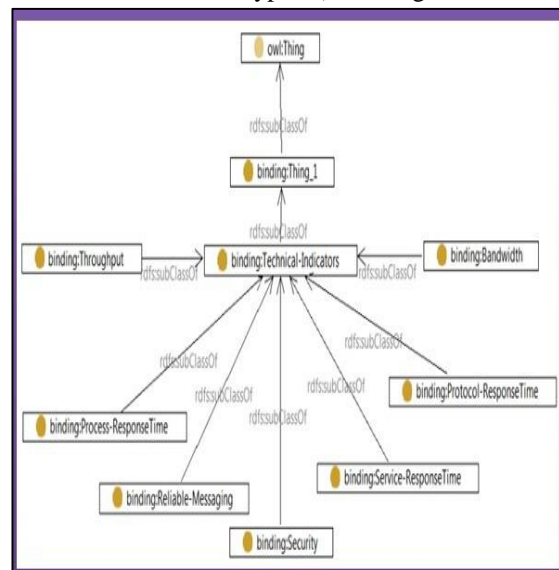 owl:Thing
rdfs:subClassOf
binding:Thing_1
rdfs:subClassOf
binding:Throughput
binding:Technical-Indicators
binding:Bandwidth
rdfs:subClassOf
rdfs:subClassOf
rdfs:subClassOf
rdfs:subClassOf
rdfs:subClassOf
rdfs:subClassOf
rdfs:subClassOf
binding:Protocol-ResponseTime
binding:Process-ResponseTime
binding:Service-ResponseTime
binding:Reliable-Messaging
binding:Security